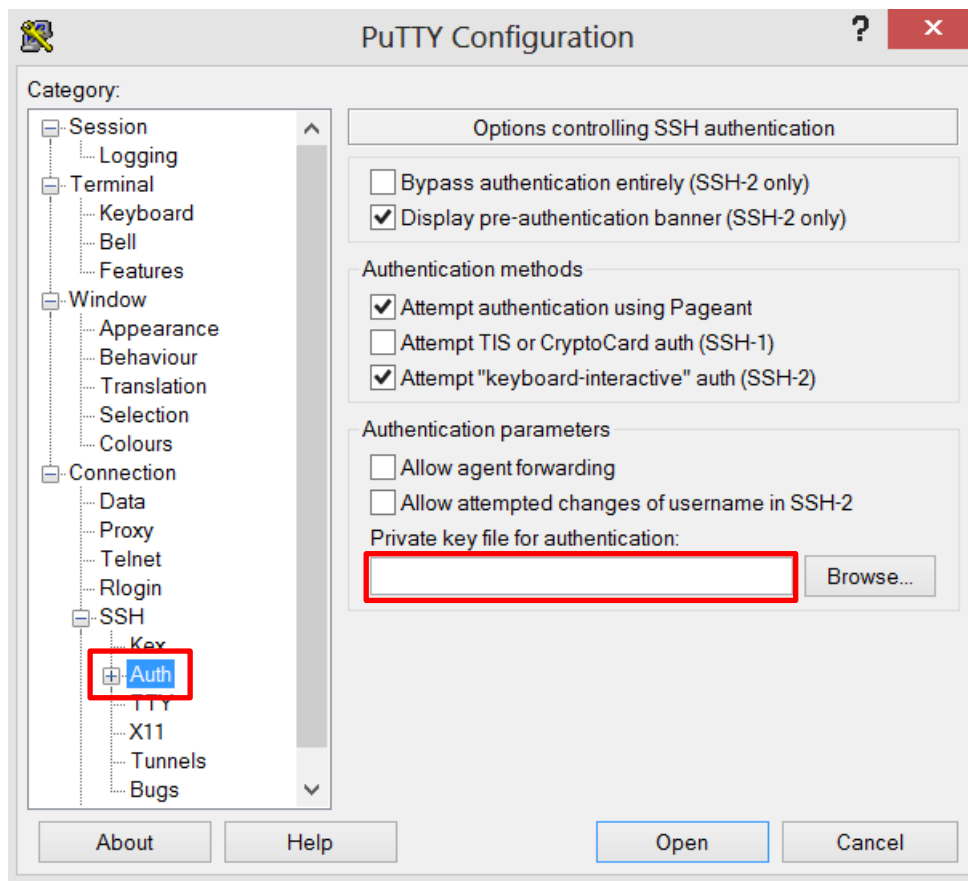 PuTTY Configuration
?
x
Category:
Session
Logging
Terminal
Keyboard
Bell
Features
Window
Appearance
Behaviour
Translation
Selection
Colours
Connection
Data
Proxy
Telnet
Rlogin
SSH
Kex
Auth
TTY
X11
Tunnels
Bugs
Options controlling SSH authentication
Bypass authentication entirely (SSH-2 only)
Display pre-authentication banner (SSH-2 only)
Authentication methods
Attempt authentication using Pageant
Attempt TIS or CryptoCard auth (SSH-1)
Attempt "keyboard-interactive" auth (SSH-2)
Authentication parameters
Allow agent forwarding
Allow attempted changes of username in SSH-2
Private key file for authentication:
Browse...
About
Help
Open
Cancel